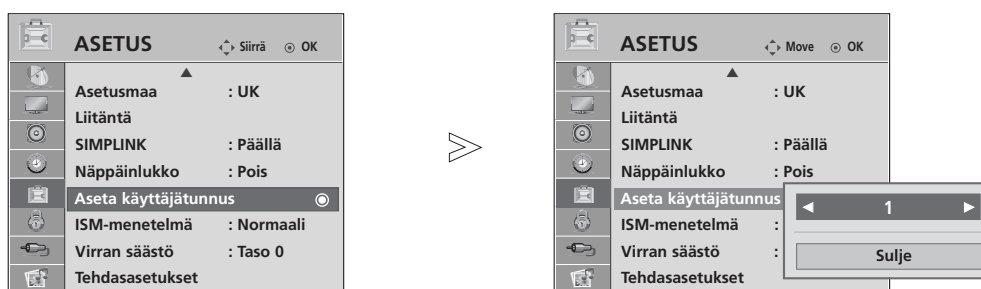 ASETUS Siirrä OK
Asetusmaa : UK
Liitäntä
SIMPLINK : Päällä
Näppäinlukko : Pois
Aseta käyttäjätunnus
ISM-menetelmä : Normaali
Virran säästö : Taso 0
Tehdasasetukset
ASETUS Move OK
Asetusmaa : UK
Liitäntä
SIMPLINK : Päällä
Näppäinlukko : Pois
Aseta käyttäjätunnus
ISM-menetelmä :
Virran säästö :
Tehdasasetukset
1
Sulje